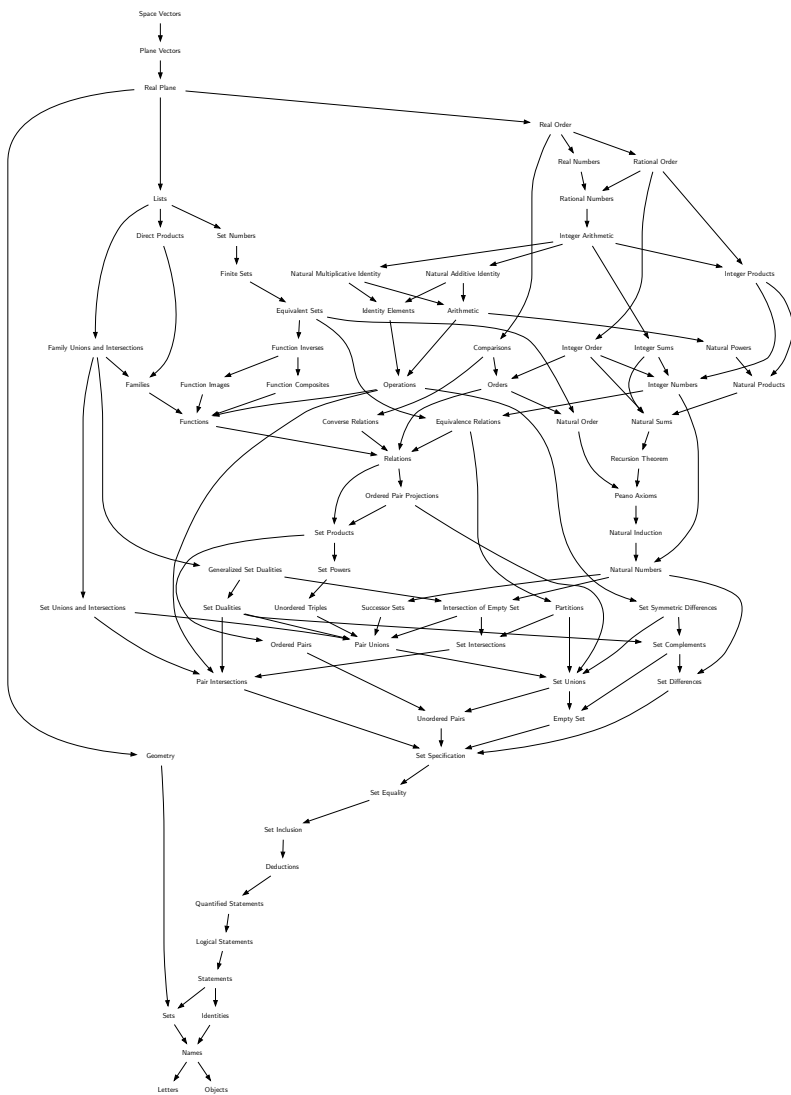 Space Vectors
Plane Vectors
Real Plane
Real Order
Real Numbers
Rational Order
Lists
Rational Numbers
Direct Products
Set Numbers
Integer Arithmetic
Finite Sets
Natural Multiplicative Identity
Natural Additive Identity
Integer Products
Equivalent Sets
Identity Elements
Arithmetic
Family Unions and Intersections
Function Inverses
Comparisons
Integer Order
Integer Sums
Natural Powers
Families
Function Images
Function Composites
Operations
Orders
Integer Numbers
Natural Products
Functions
Converse Relations
Equivalence Relations
Natural Order
Natural Sums
Relations
Recursion Theorem
Ordered Pair Projections
Peano Axioms
Set Products
Natural Induction
Generalized Set Dualities
Set Powers
Natural Numbers
Set Unions and Intersections
Set Dualities
Unordered Triples
Successor Sets
Intersection of Empty Set
Partitions
Set Symmetric Differences
Ordered Pairs
Pair Unions
Set Intersections
Set Complements
Pair Intersections
Set Unions
Set Differences
Unordered Pairs
Empty Set
Geometry
Set Specification
Set Equality
Set Inclusion
Deductions
Quantified Statements
Logical Statements
Statements
Sets
Identities
Names
Letters
Objects